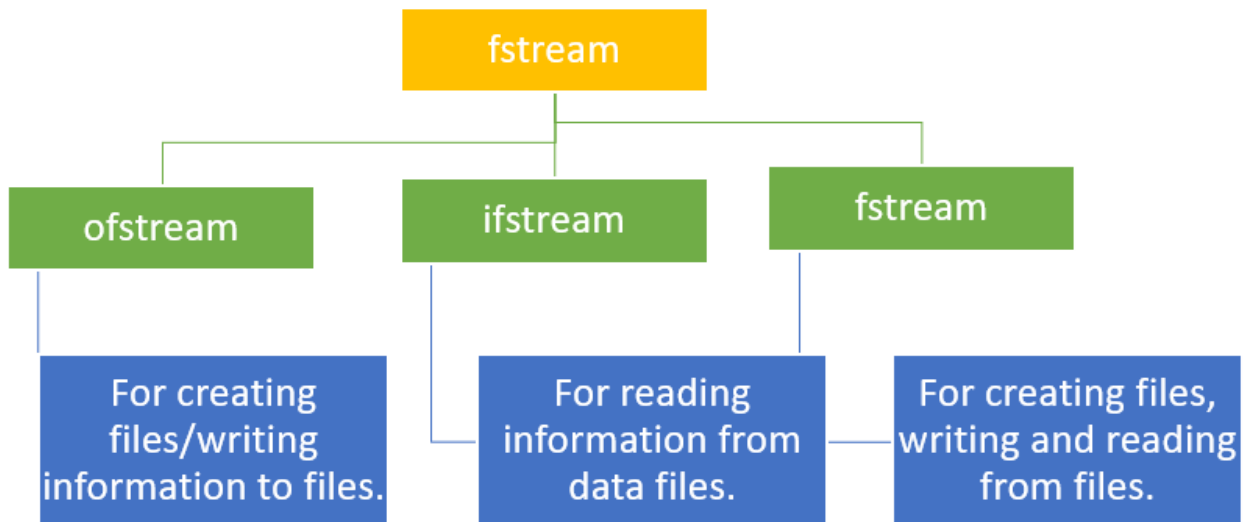 fstream
ofstream
ifstream
fstream
For creating
files/writing
information to files.
For reading
information from
data files.
For creating files,
writing and reading
from files.